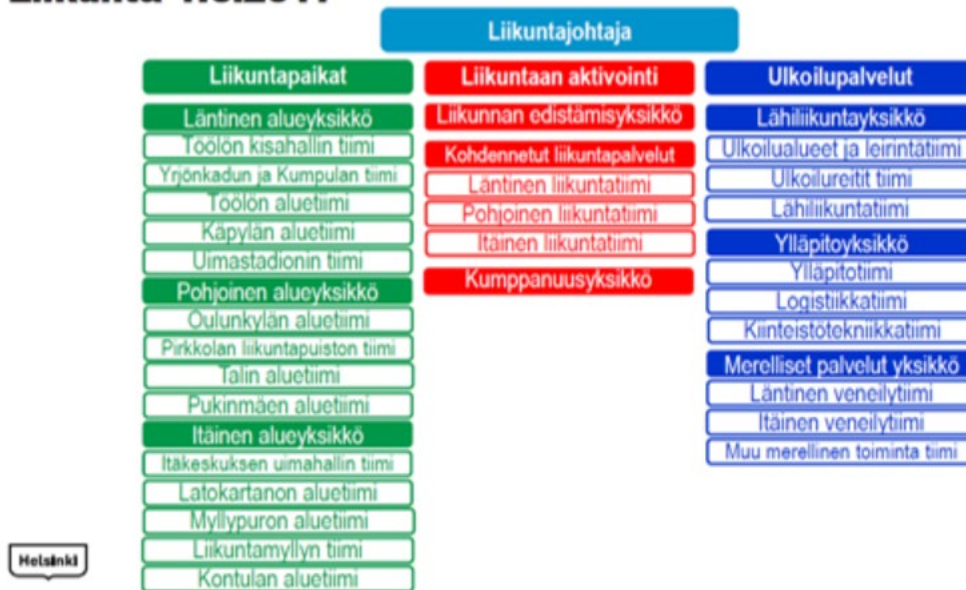 Liikunta 1.8.2017
Liikuntajohtaja
Liikuntapaikat
Läntinen alueyksikkö
Töölön kisahallin tiimi
Yrjönkadun ja Kumpulan tiimi
Töölön aluetiimi
Käpylän aluetiimi
Uimastadionin tiimi
Pohjoinen alueyksikkö
Oulunkylän aluetiimi
Pirkkolan liikuntapuiston tiimi
Talin aluetiimi
Pukinmäen aluetiimi
Itäinen alueyksikkö
Itäkeskuksen uimahallin tiimi
Latokartanon aluetiimi
Myllypuron aluetiimi
Liikuntamyllyn tiimi
Kontulan aluetiimi
Liikuntaan aktivointi
Liikunnan edistämisyksikkö
Kohdennetut liikuntapalvelut
Läntinen liikuntatiimi
Pohjoinen liikuntatiimi
Itäinen liikuntatiimi
Kumppanuusyksikkö
Ulkoilupalvelut
Lähiliikuntayksikkö
Ulkoilualueet ja leirintätiimi
Ulkoilureitit tiimi
Lähiliikuntatiimi
Ylläpitoyksikkö
Ylläpitotiimi
Logistiikkatiimi
Kiinteistötekniikkatiimi
Merelliset palvelut yksikkö
Läntinen veneilytiimi
Itäinen veneilytiimi
Muu merellinen toiminta tiimi
Helsinki